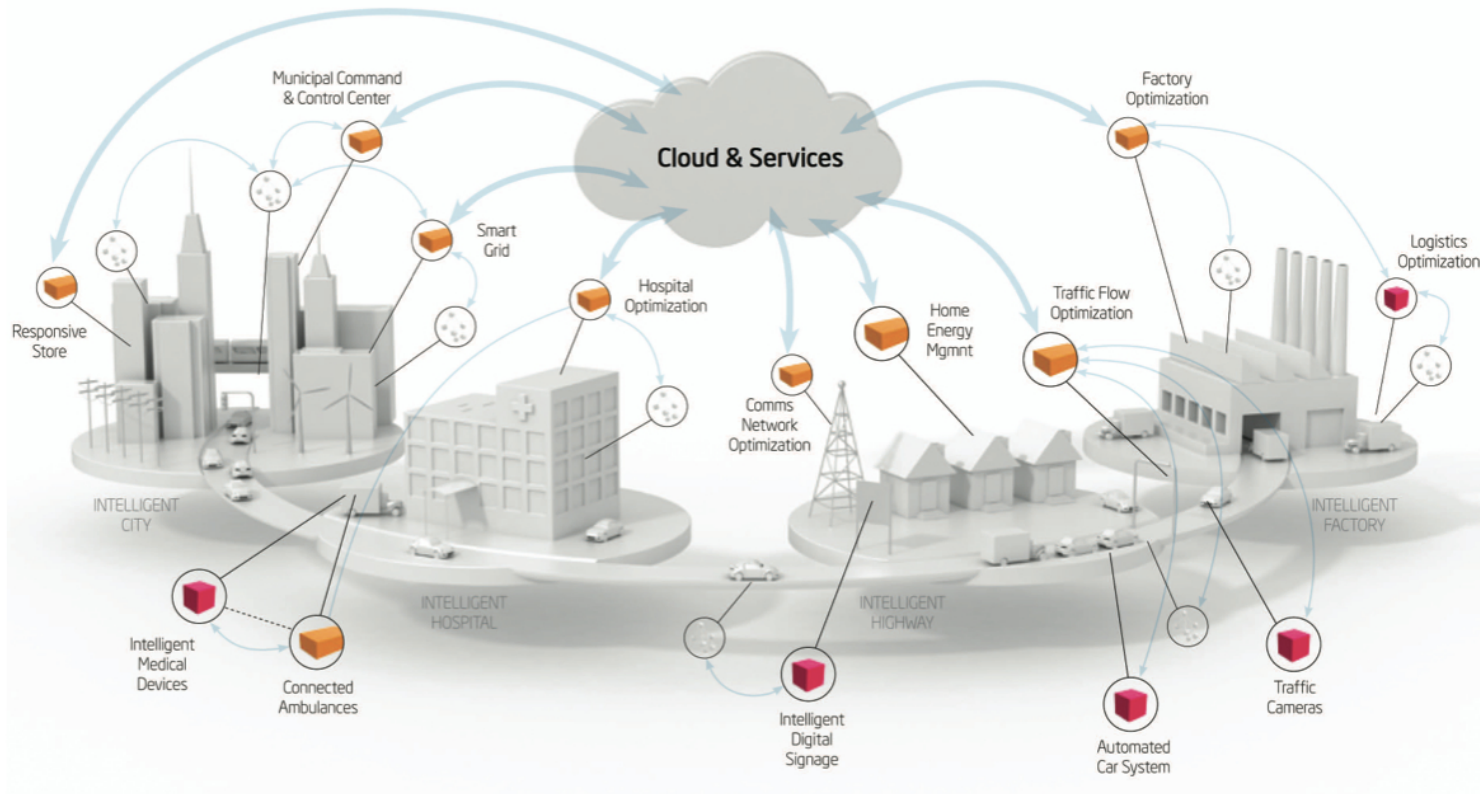 Municipal Command
& Control Center
Factory
Optimization
Cloud & Services
Smart
Grid
Logistics
Optimization
Hospital
Optimization
Traffic Flow
Optimization
Home
Energy
Mgmnt
Responsive
Store
Comms
Network
Optimization
INTELLIGENT
CITY
INTELLIGENT
FACTORY
INTELLIGENT
HOSPITAL
INTELLIGENT
HIGHWAY
Intelligent
Medical
Devices
Connected
Ambulances
Intelligent
Digital
Signage
Automated
Car System
Traffic
Cameras